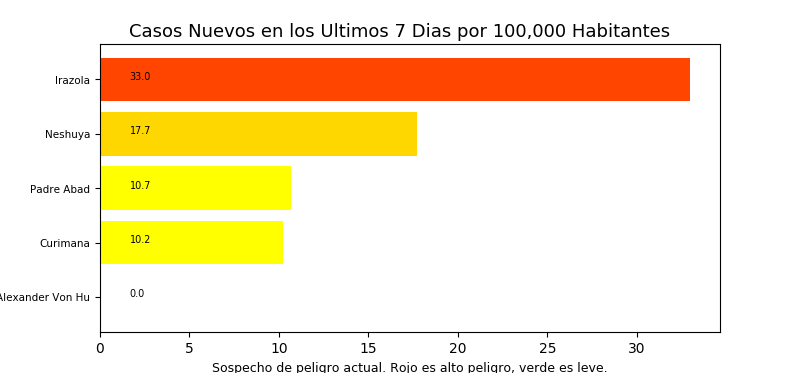 Casos Nuevos en los Ultimos 7 Dias por 100,000 Habitantes
Irazola
33.0
Neshuya
17.7
Padre Abad
10.7
Curimana
10.2
Alexander Von Hu
0.0
0 5 10 15 20 25 30
Sospecho de peligro actual. Rojo es alto peligro, verde es leve.